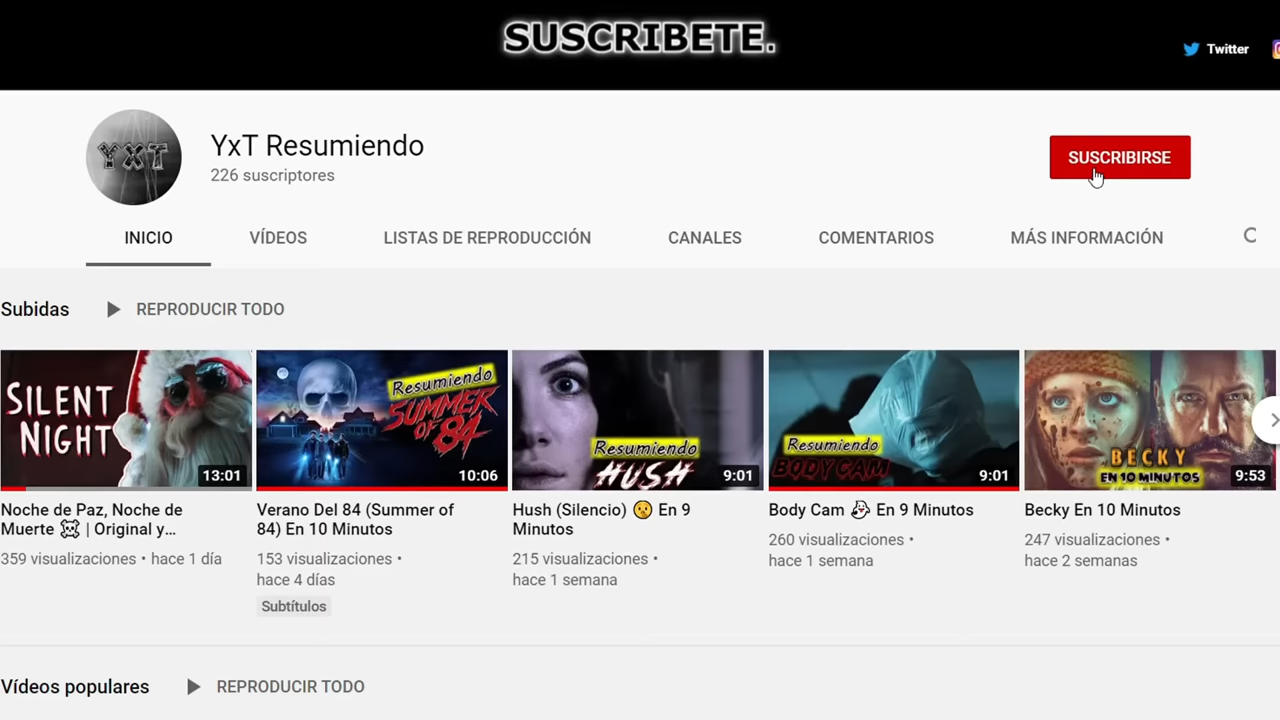 SUSCRIBETE.
Twitter
YXT
YxT Resumiendo
226 suscriptores
SUSCRIBIRSE
INICIO
VÍDEOS
LISTAS DE REPRODUCCIÓN
CANALES
COMENTARIOS
MÁS INFORMACIÓN
Subidas
REPRODUCIR TODO
SILENT
NIGHT
13:01
Noche de Paz, Noche de
Muerte ☠️ | Original y...
359 visualizaciones • hace 1 día
Resumiendo
SUMMER
OF 84
10:06
Verano Del 84 (Summer of
84) En 10 Minutos
153 visualizaciones •
hace 4 días
Subtítulos
Resumiendo
HUSH
9:01
Hush (Silencio) 🤫 En 9
Minutos
215 visualizaciones •
hace 1 semana
Resumiendo
BODY CAM
9:01
Body Cam 👻 En 9 Minutos
260 visualizaciones •
hace 1 semana
BECKY
EN 10 MINUTOS
9:53
Becky En 10 Minutos
247 visualizaciones •
hace 2 semanas
Vídeos populares
REPRODUCIR TODO